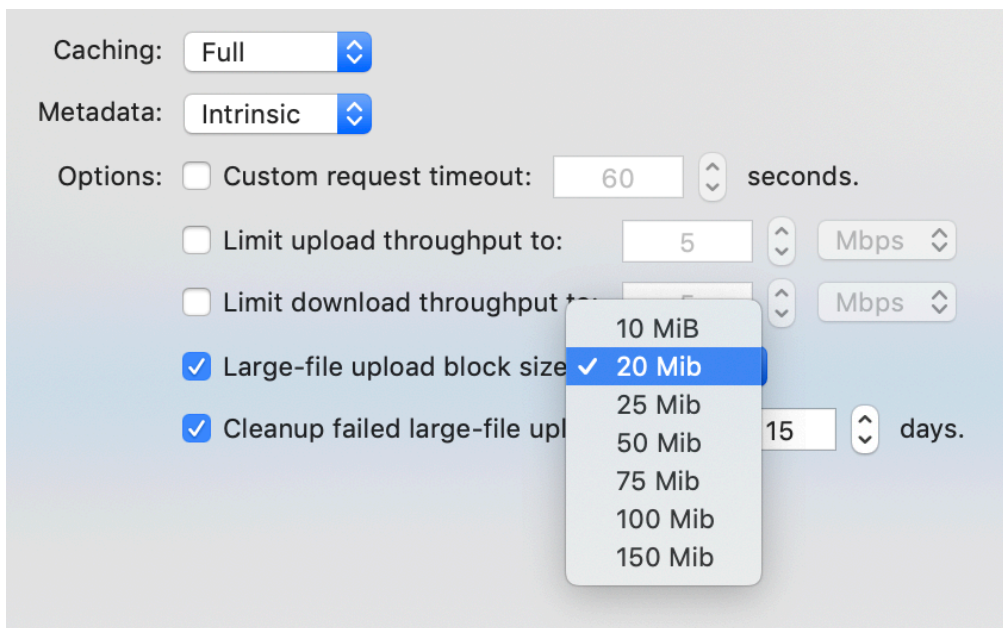 Caching: Full
Metadata: Intrinsic
Options: Custom request timeout: 60 seconds.
Limit upload throughput to: 5 Mbps
Limit download throughput Mbps
Large-file upload block size
Cleanup failed large-file 15 days.
10 MiB
20 Mib
25 Mib
50 Mib
75 Mib
100 Mib
150 Mib